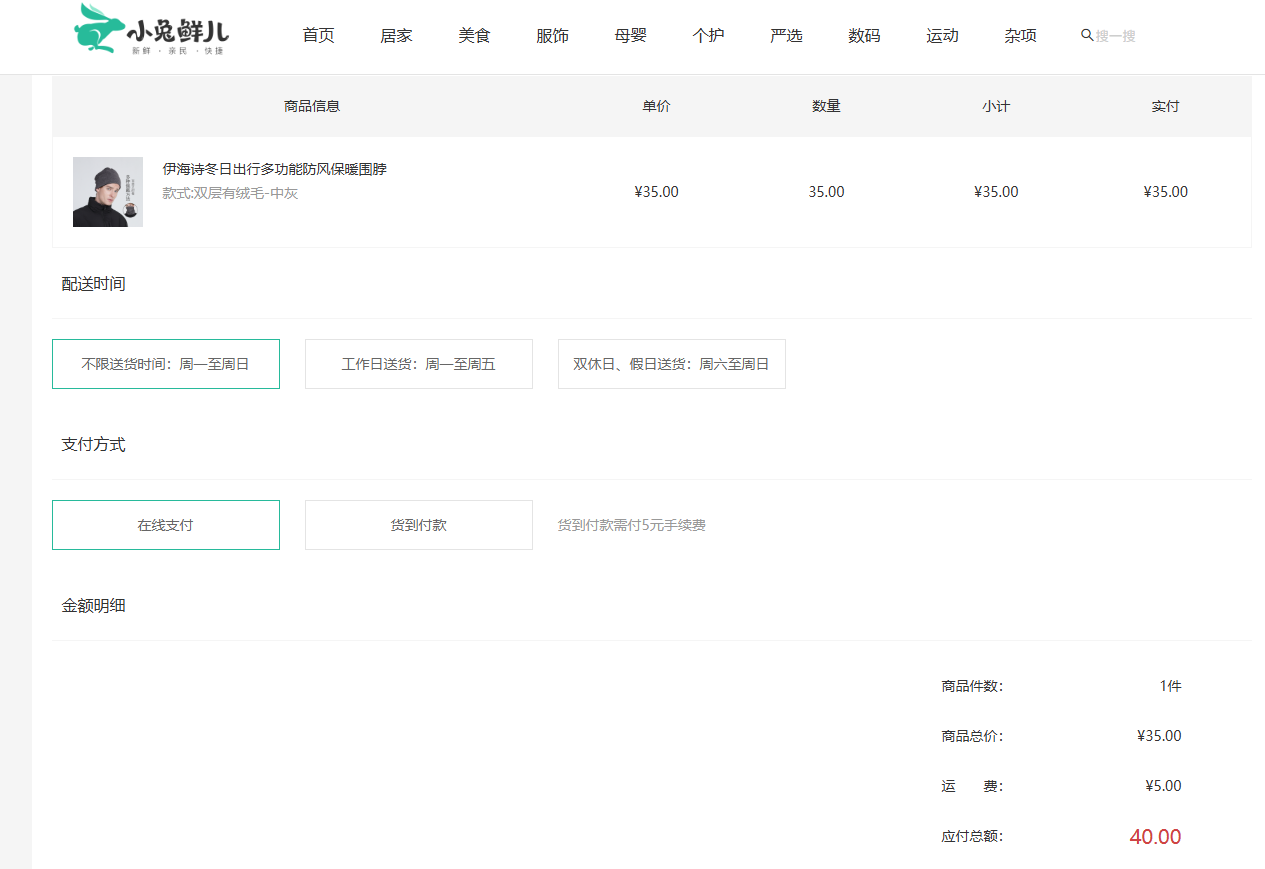 小兔鲜儿
新鲜 · 亲民 · 快捷
首页 居家 美食 服饰 母婴 个护 严选 数码 运动 杂项 搜一搜
商品信息 单价 数量 小计 实付
伊海诗冬日出行多功能防风保暖围脖
款式:双层有绒毛-中灰
¥35.00 35.00 ¥35.00 ¥35.00
配送时间
不限送货时间：周一至周日 工作日送货：周一至周五 双休日、假日送货：周六至周日
支付方式
在线支付 货到付款 货到付款需付5元手续费
金额明细
商品件数： 1件
商品总价： ¥35.00
运 费： ¥5.00
应付总额： 40.00